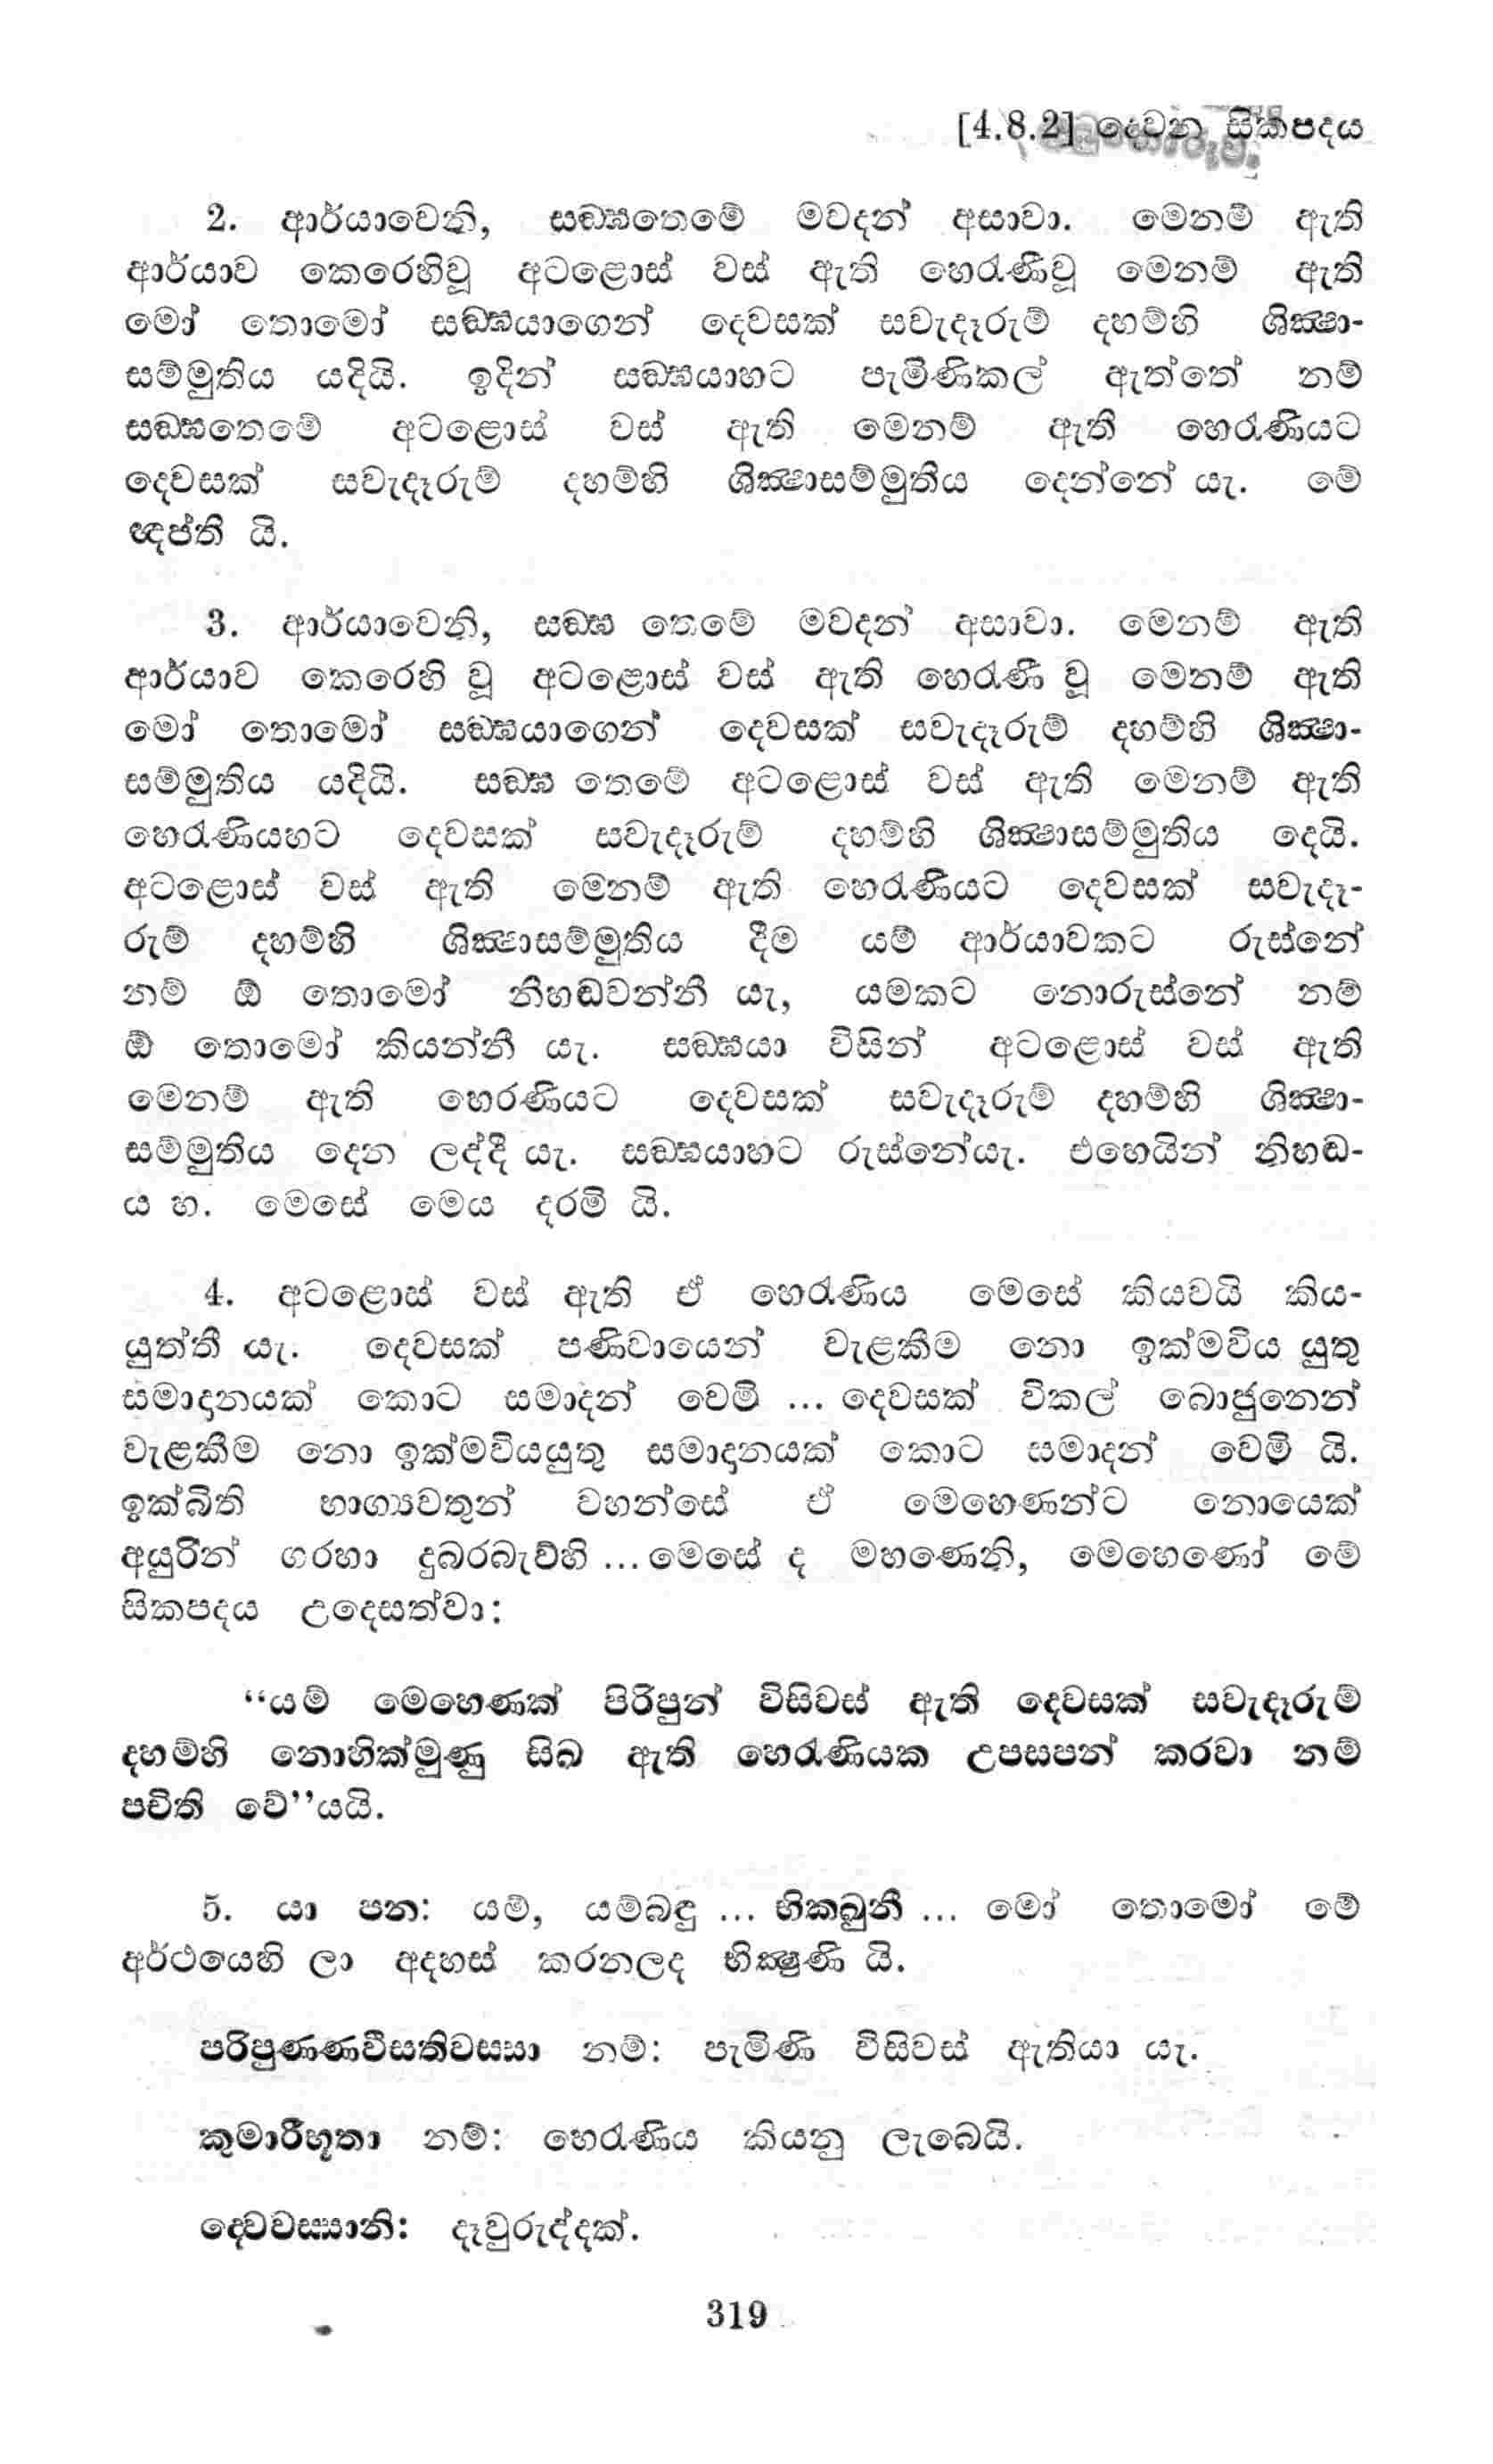 [4.8.2] දෙවන සිකපදය
2. ආර්යාවෙනි, සඞ්ඝතෙමේ මවදන් අසාවා. මෙනම් ඇති
ආර්යාව කෙරෙහිවූ අටළොස් වස් ඇති හෙරණීවූ මෙනම් ඇති
මෝ තොමෝ සඞ්ඝයාගෙන් දෙවසක් සවැදෑරුම් දහම්හි ශික්‍ෂා-
සම්මුතිය යදියි. ඉදින් සඞ්ඝයාහට පැමිණිකල් ඇත්තේ නම්
සඞ්ඝතෙමේ අටළොස් වස් ඇති මෙනම් ඇති හෙරණියට
දෙවසක් සවැදෑරුම් දහම්හි ශික්‍ෂාසම්මුතිය දෙන්නේ යැ. මේ
ඥප්ති යි.
3. ආර්යාවෙනි, සඞ්ඝ තෙමේ මවදන් අසාවා. මෙනම් ඇති
ආර්යාව කෙරෙහි වූ අටළොස් වස් ඇති හෙරණී වූ මෙනම් ඇති
මෝ තොමෝ සඞ්ඝයාගෙන් දෙවසක් සවැදෑරුම් දහම්හි ශික්‍ෂා-
සම්මුතිය යදියි. සඞ්ඝ තෙමේ අටළොස් වස් ඇති මෙනම් ඇති
හෙරණියහට දෙවසක් සවැදෑරුම් දහම්හි ශික්‍ෂාසම්මුතිය දෙයි.
අටළොස් වස් ඇති මෙනම් ඇති හෙරණියට දෙවසක් සවැදෑ-
රුම් දහම්හි ශික්‍ෂාසම්මුතිය දීම යම් ආර්යාවකට රුස්නේ
නම් ඕ තොමෝ නිහඬවන්නී යැ, යමකට නොරුස්නේ නම්
ඕ තොමෝ කියන්නී යැ. සඞ්ඝයා විසින් අටළොස් වස් ඇති
මෙනම් ඇති හෙරණියට දෙවසක් සවැදෑරුම් දහම්හි ශික්‍ෂා-
සම්මුතිය දෙන ලද්දී යැ. සඞ්ඝයාහට රුස්නේයැ. එහෙයින් නිහඬ-
ය හ. මෙසේ මෙය දරමි යි.
4. අටළොස් වස් ඇති ඒ හෙරණිය මෙසේ කියවයි කිය-
යුත්තී යැ. දෙවසක් පණිවායෙන් වැළකීම නො ඉක්මවිය යුතු
සමාදානයක් කොට සමාදන් වෙමි ... දෙවසක් විකල් බොජුනෙන්
වැළකීම නො ඉක්මවියයුතු සමාදානයක් කොට සමාදන් වෙමි යි.
ඉක්බිති භාග්‍යවතුන් වහන්සේ ඒ මෙහෙණන්ට නොයෙක්
අයුරින් ගරහා දුබරබැව්හි ... මෙසේ ද මහණෙනි, මෙහෙණෝ මේ
සිකපදය උදෙසත්වා:
“යම් මෙහෙණක් පිරිපුන් විසිවස් ඇති දෙවසක් සවැදෑරුම්
දහම්හි නොහික්මුණු සිඛ ඇති හෙරණියක උපසපන් කරවා නම්
පචිති වේ”යයි.
5. යා පන: යම්, යම්බඳු ... භික්ඛුනී ... මෝ තොමෝ මේ
අර්ථයෙහි ලා අදහස් කරනලද භික්‍ෂුණි යි.
පරිපුණ්ණවීසතිවස්සා නම්: පැමිණි විසිවස් ඇතියා යැ.
කුමාරීභූතා නම්: හෙරණිය කියනු ලැබෙයි.
ද්වෙවස්සානි: දෑවුරුද්දක්.
319